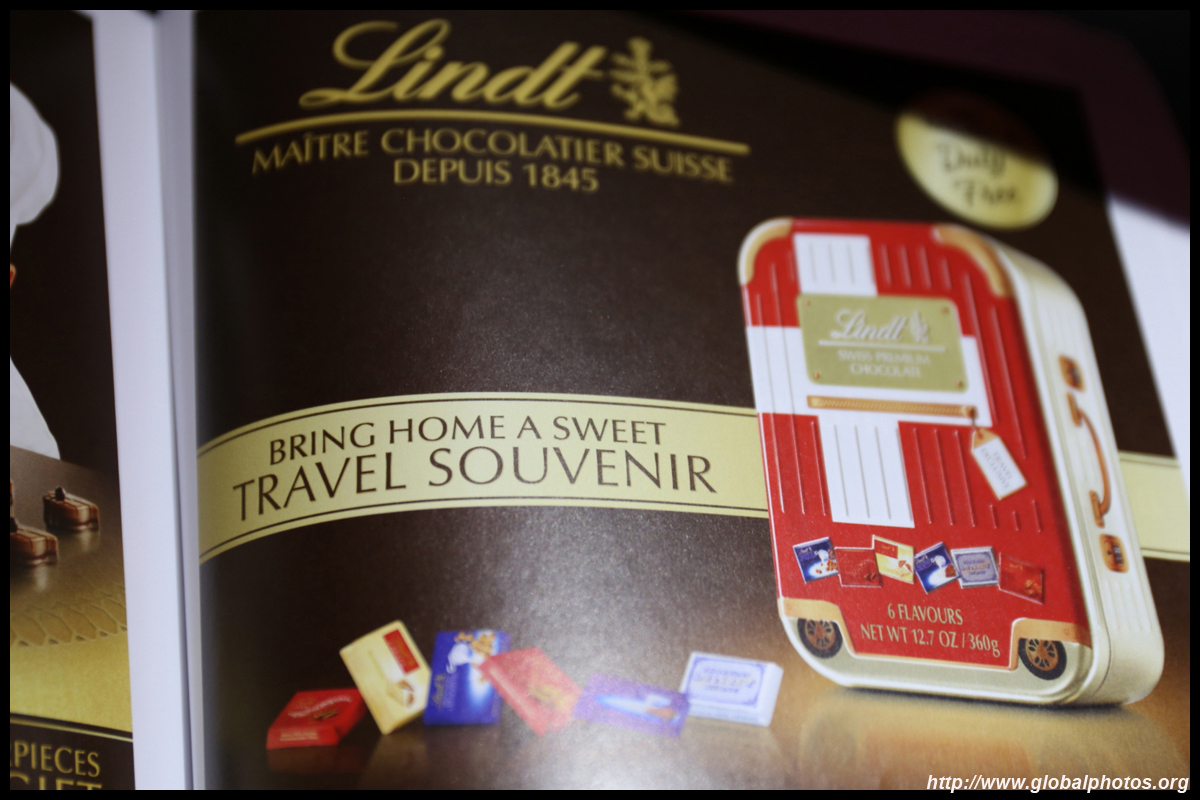 Lindt
MAÎTRE CHOCOLATIER SUISSE
DEPUIS 1845
Duty
Free
Lindt
SWISS PREMIUM
CHOCOLATE
BRING HOME A SWEET
TRAVEL SOUVENIR
6 FLAVOURS
NET WT 12.7 OZ / 360g
Lindt
PIECES
http://www.globalphotos.org